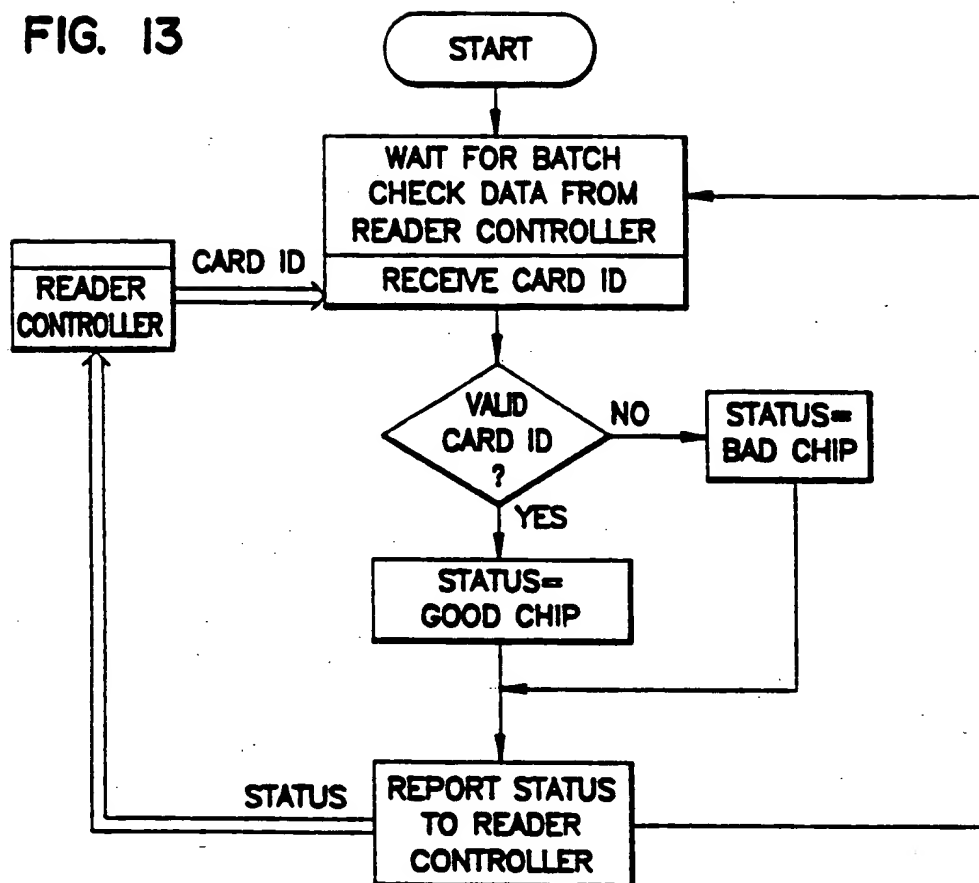 FIG. 13
START
WAIT FOR BATCH
CHECK DATA FROM
READER CONTROLLER
RECEIVE CARD ID
CARD ID
READER
CONTROLLER
VALID
CARD ID
?
NO
STATUS=
BAD CHIP
YES
STATUS=
GOOD CHIP
STATUS
REPORT STATUS
TO READER
CONTROLLER